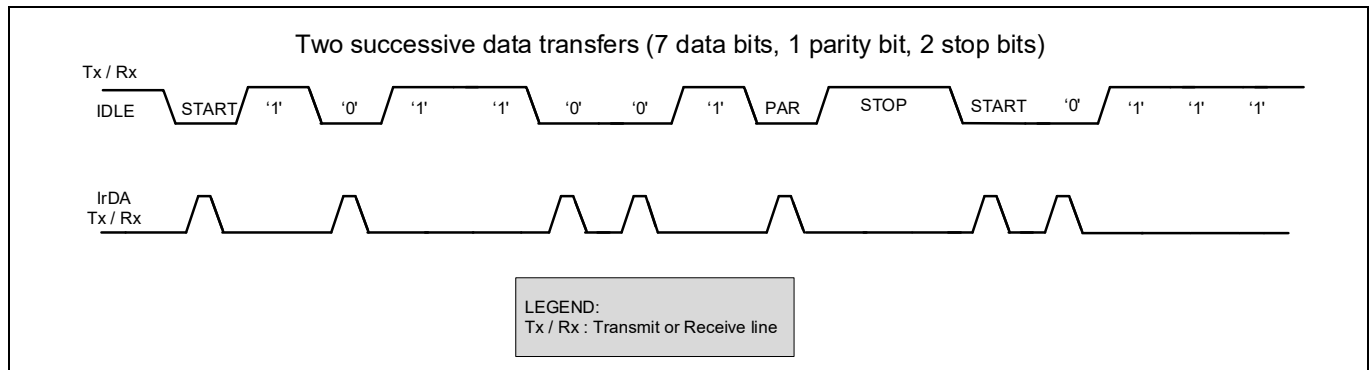 Two successive data transfers (7 data bits, 1 parity bit, 2 stop bits)
Tx / Rx
IDLE START ‘1' ‘0' ‘1' ‘1' ‘0' ‘0' ‘1' PAR STOP START ‘0' ‘1' ‘1' ‘1'
IrDA
Tx / Rx
LEGEND:
Tx / Rx : Transmit or Receive line